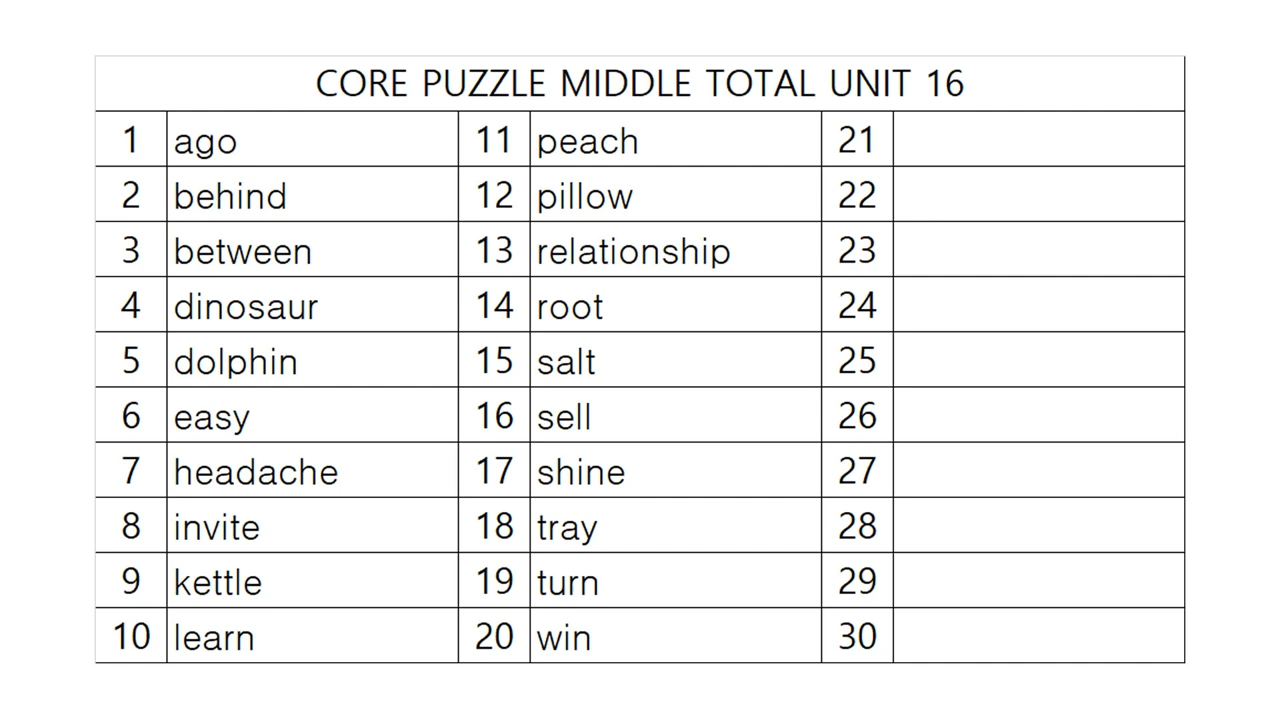 CORE PUZZLE MIDDLE TOTAL UNIT 16
1 ago 11 peach 21
2 behind 12 pillow 22
3 between 13 relationship 23
4 dinosaur 14 root 24
5 dolphin 15 salt 25
6 easy 16 sell 26
7 headache 17 shine 27
8 invite 18 tray 28
9 kettle 19 turn 29
10 learn 20 win 30